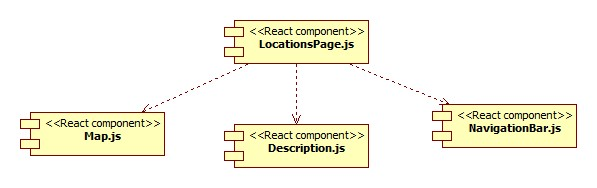 <<React component>>
LocationsPage.js
<<React component>>
Map.js
<<React component>>
Description.js
<<React component>>
NavigationBar.js